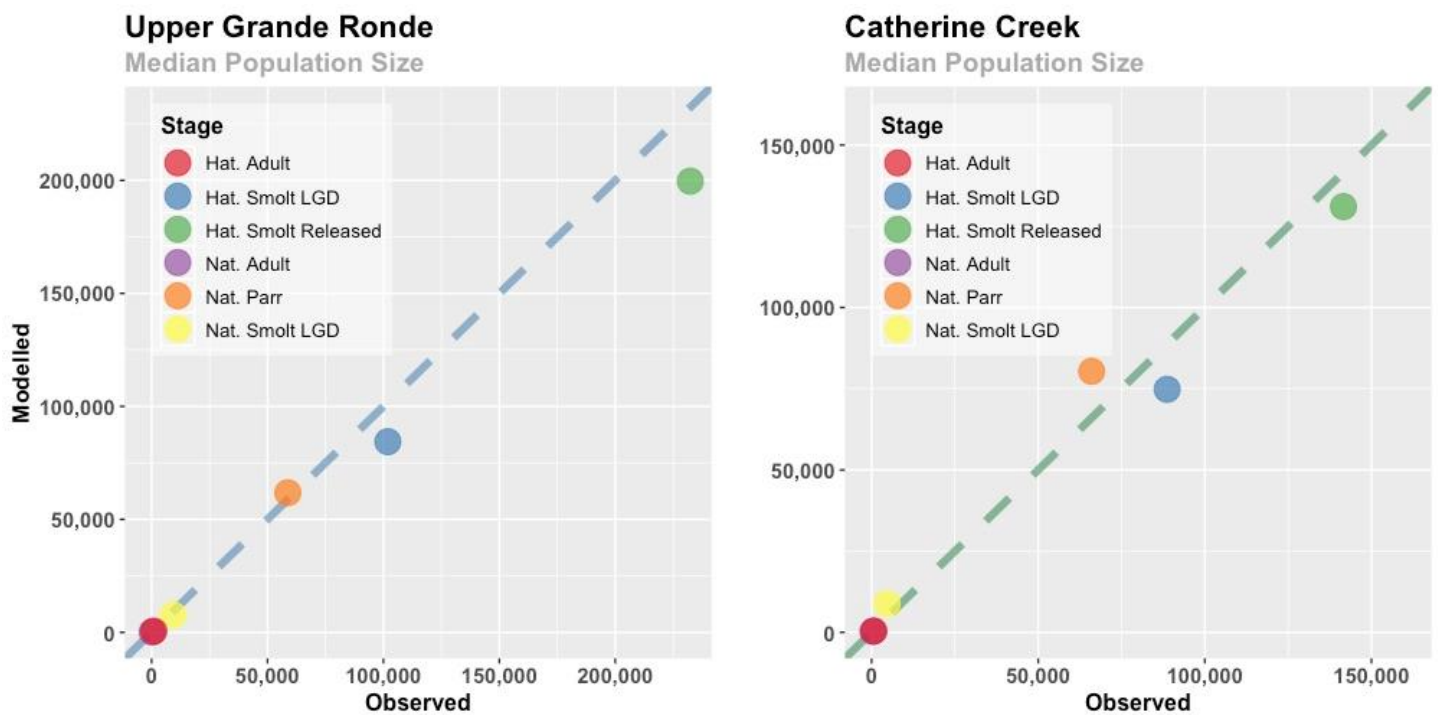 Upper Grande Ronde
Median Population Size
Stage
Hat. Adult
Hat. Smolt LGD
Hat. Smolt Released
Nat. Adult
Nat. Parr
Nat. Smolt LGD
200,000
150,000
100,000
50,000
0
Modelled
0 50,000 100,000 150,000 200,000
Observed
Catherine Creek
Median Population Size
Stage
Hat. Adult
Hat. Smolt LGD
Hat. Smolt Released
Nat. Adult
Nat. Parr
Nat. Smolt LGD
150,000
100,000
50,000
0
0 50,000 100,000 150,000
Observed